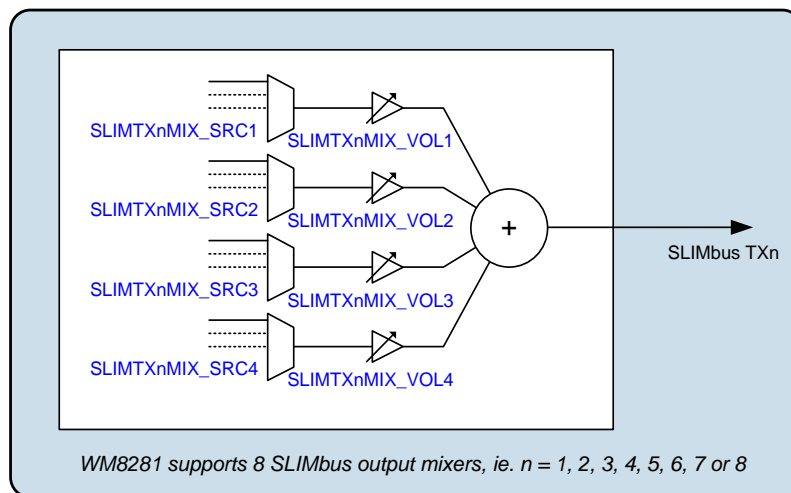 SLIMTXnMIX_SRC1
SLIMTXnMIX_VOL1
SLIMTXnMIX_SRC2
SLIMTXnMIX_VOL2
+
SLIMbus TXn
SLIMTXnMIX_SRC3
SLIMTXnMIX_VOL3
SLIMTXnMIX_SRC4
SLIMTXnMIX_VOL4
WM8281 supports 8 SLIMbus output mixers, ie. n = 1, 2, 3, 4, 5, 6, 7 or 8